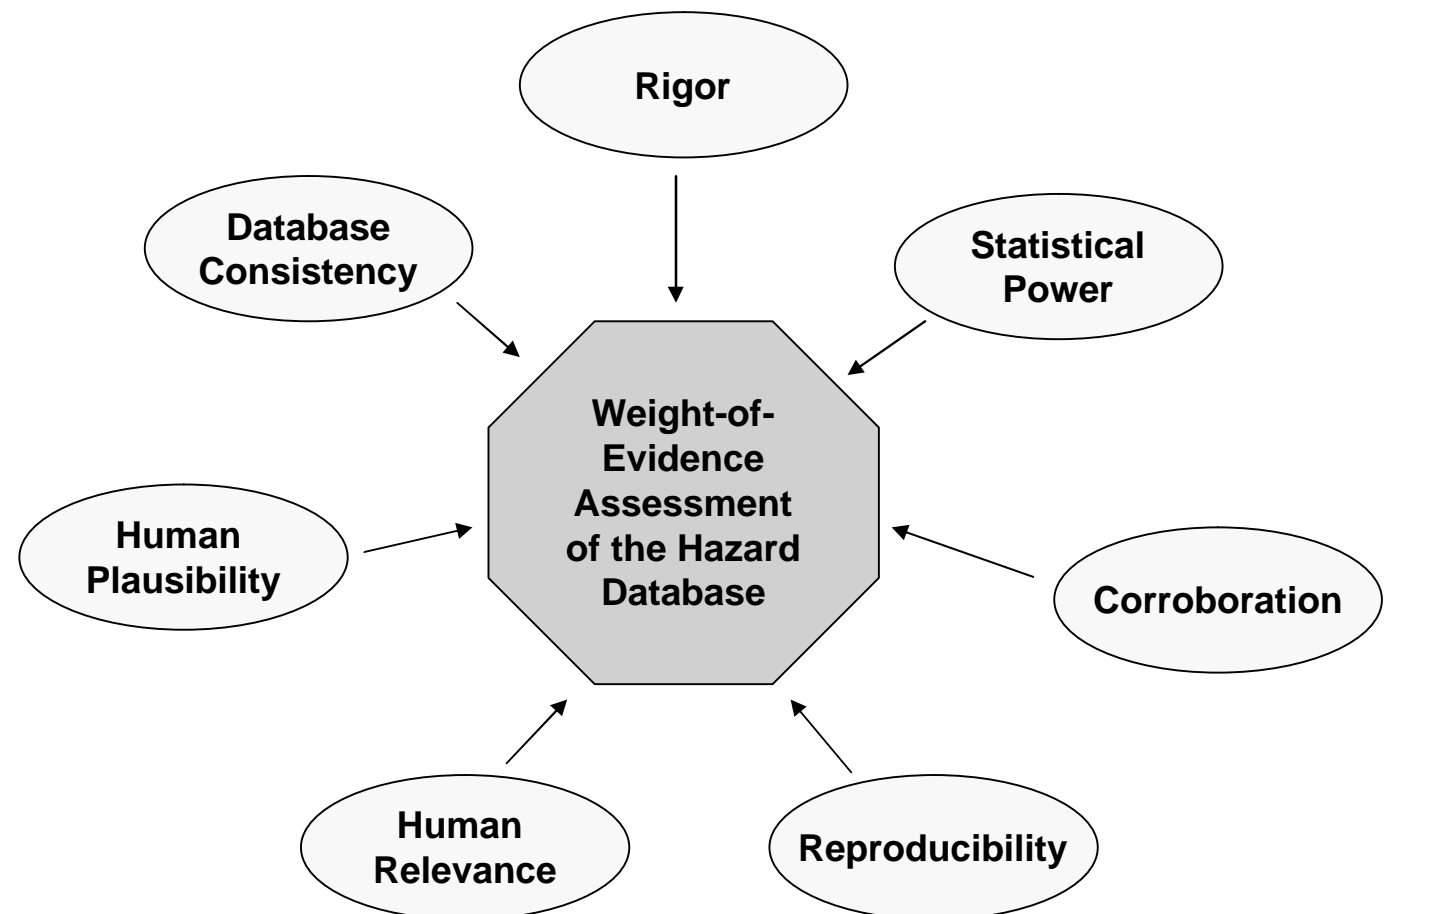 Rigor
Database
Consistency
Statistical
Power
Weight-of-
Evidence
Assessment
of the Hazard
Database
Human
Plausibility
Corroboration
Human
Relevance
Reproducibility